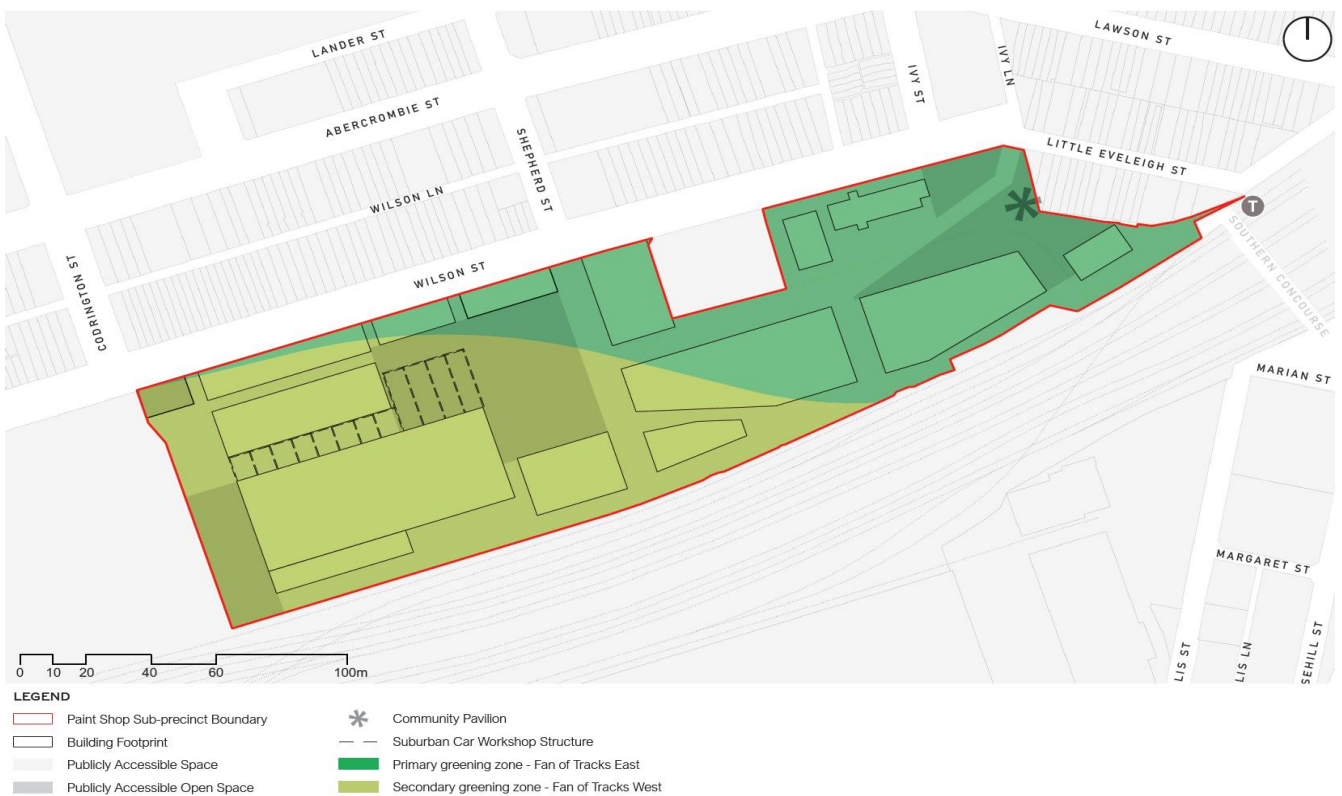 LANDER ST
LAWSON ST
IVY LN
IVY ST
ABERCROMBIE ST
SHEPHERD ST
LITTLE EVELEIGH ST
WILSON LN
T
SOUTHERN CONCOURSE
CODRINGTON ST
WILSON ST
MARIAN ST
MARGARET ST
LIS ST
LIS LN
SEHILL ST
0 10 20 40 60 100m
LEGEND
Paint Shop Sub-precinct Boundary
Building Footprint
Publicly Accessible Space
Publicly Accessible Open Space
Community Pavilion
Suburban Car Workshop Structure
Primary greening zone - Fan of Tracks East
Secondary greening zone - Fan of Tracks West